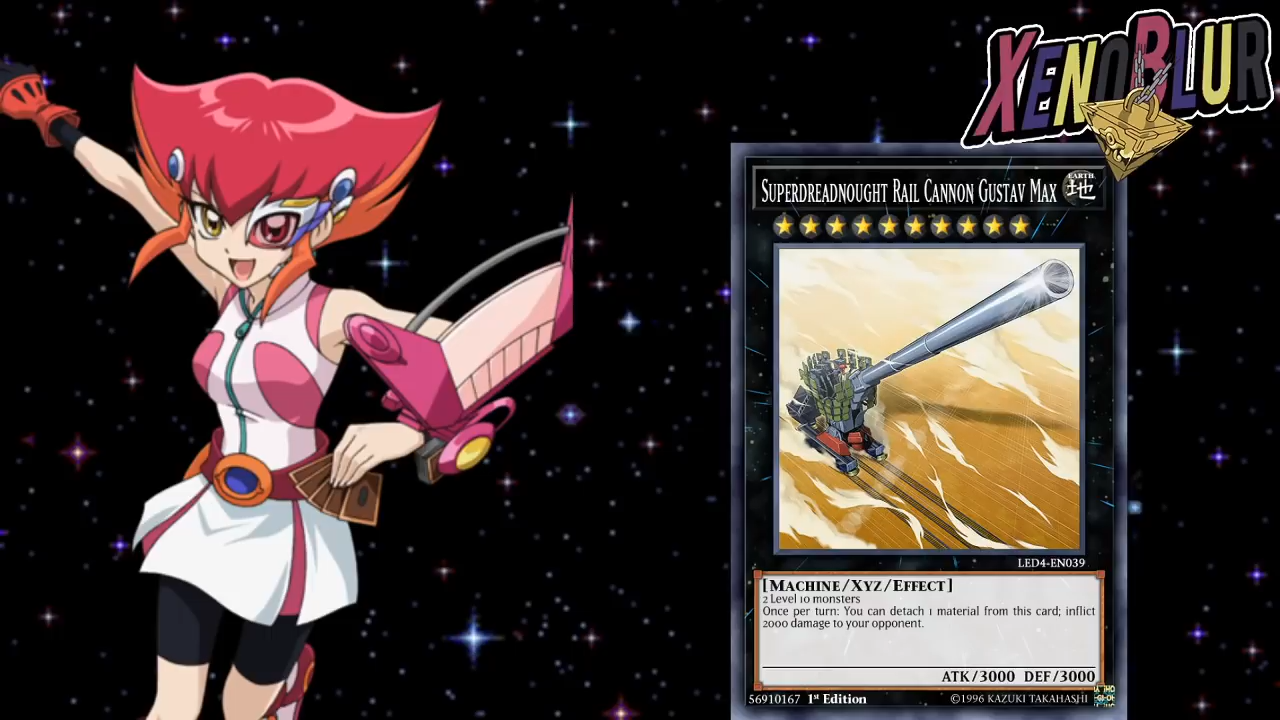 XENOBLUR
SUPERDREADNOUGHT RAIL CANNON GUSTAV MAX
EARTH
地
LED4-EN039
[MACHINE/XYZ/EFFECT]
2 Level 10 monsters
Once per turn: You can detach 1 material from this card; inflict
2000 damage to your opponent.
ATK/3000 DEF/3000
56910167 1st Edition
©1996 KAZUKI TAKAHASHI